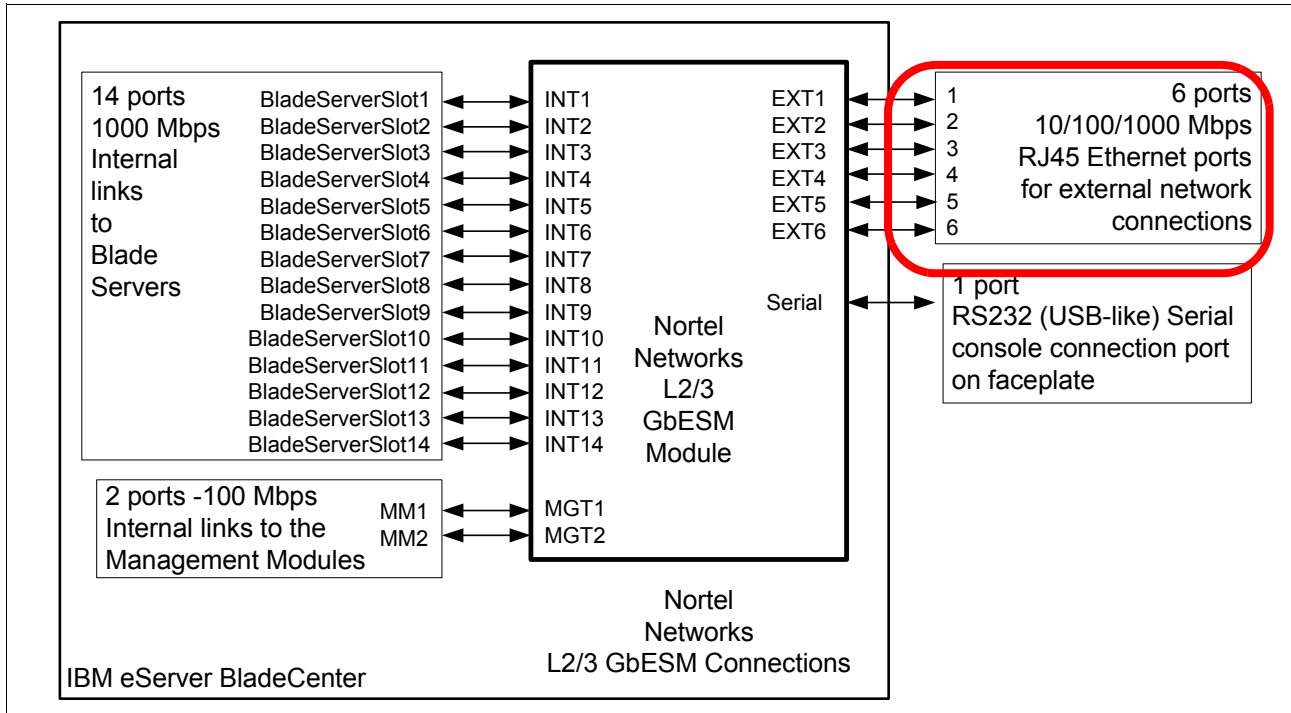 14 ports
1000 Mbps
Internal
links
to
Blade
Servers
BladeServerSlot1
BladeServerSlot2
BladeServerSlot3
BladeServerSlot4
BladeServerSlot5
BladeServerSlot6
BladeServerSlot7
BladeServerSlot8
BladeServerSlot9
BladeServerSlot10
BladeServerSlot11
BladeServerSlot12
BladeServerSlot13
BladeServerSlot14
INT1
INT2
INT3
INT4
INT5
INT6
INT7
INT8
INT9
INT10
INT11
INT12
INT13
INT14
Nortel
Networks
L2/3
GbESM
Module
EXT1
EXT2
EXT3
EXT4
EXT5
EXT6
Serial
1
2
3
4
5
6
6 ports
10/100/1000 Mbps
RJ45 Ethernet ports
for external network
connections
1 port
RS232 (USB-like) Serial
console connection port
on faceplate
2 ports -100 Mbps
Internal links to the
Management Modules
MM1
MM2
MGT1
MGT2
Nortel
Networks
L2/3 GbESM Connections
IBM eServer BladeCenter